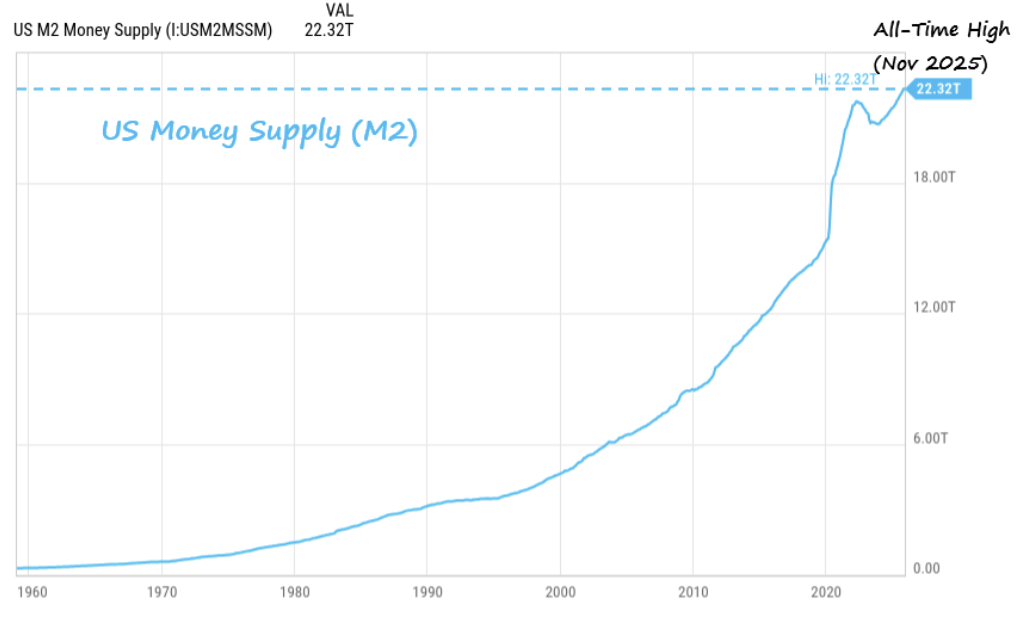 VAL
US M2 Money Supply (I:USM2MSSM) 22.32T
All-Time High
(Nov 2025)
Hi: 22.32T
22.32T
US Money Supply (M2)
18.00T
12.00T
6.00T
0.00
1960 1970 1980 1990 2000 2010 2020